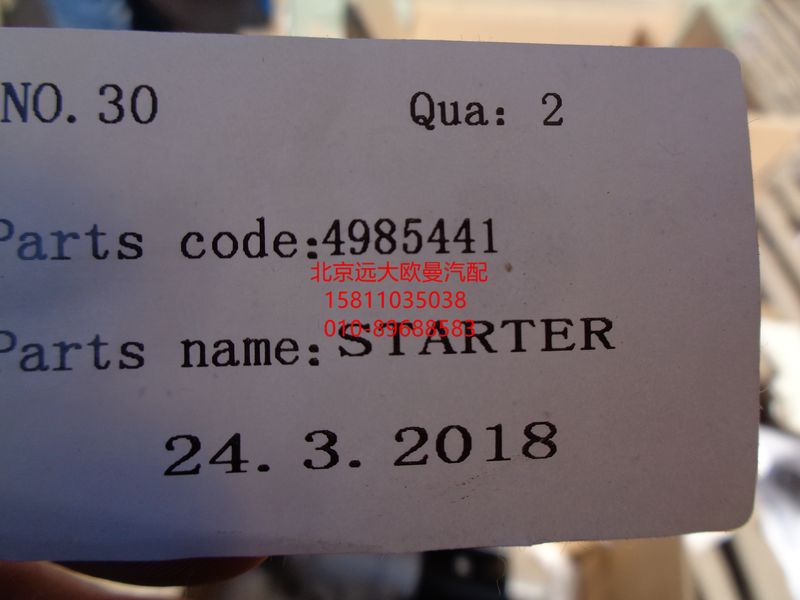 NO. 30
Qua: 2
Parts code:4985441
北京远大欧曼汽配
15811035038
010-89688583
Parts name:STARTER
24. 3. 2018